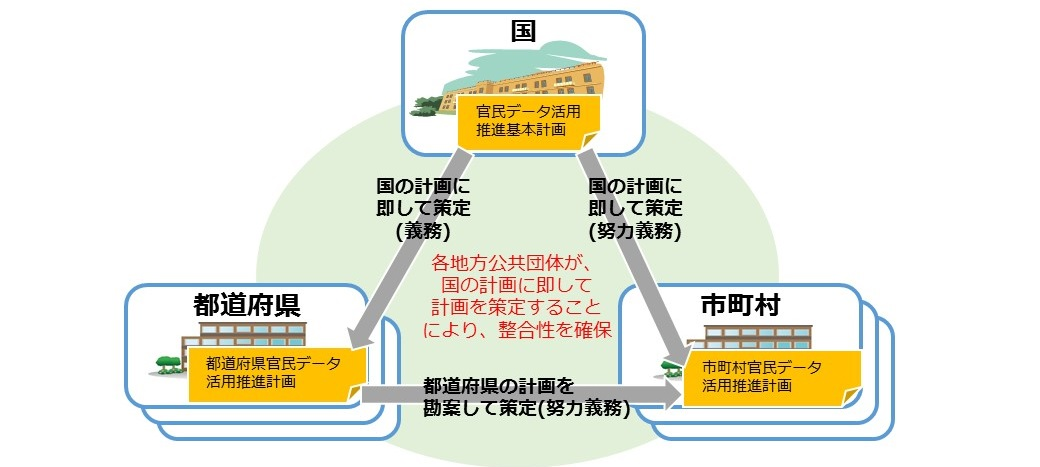 国
官民データ活用
推進基本計画
国の計画に
即して策定
(義務)
国の計画に
即して策定
(努力義務)
各地方公共団体が、
国の計画に即して
計画を策定すること
により、整合性を確保
都道府県
都道府県官民データ
活用推進計画
市町村
市町村官民データ
活用推進計画
都道府県の計画を
勘案して策定(努力義務)